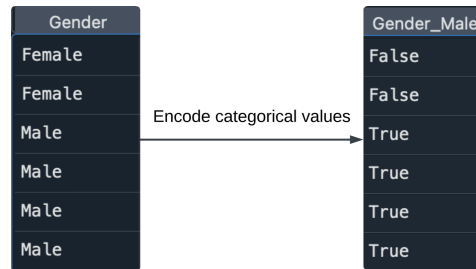 Gender
Female
Female
Male
Male
Male
Male
Encode categorical values
Gender_Male
False
False
True
True
True
True